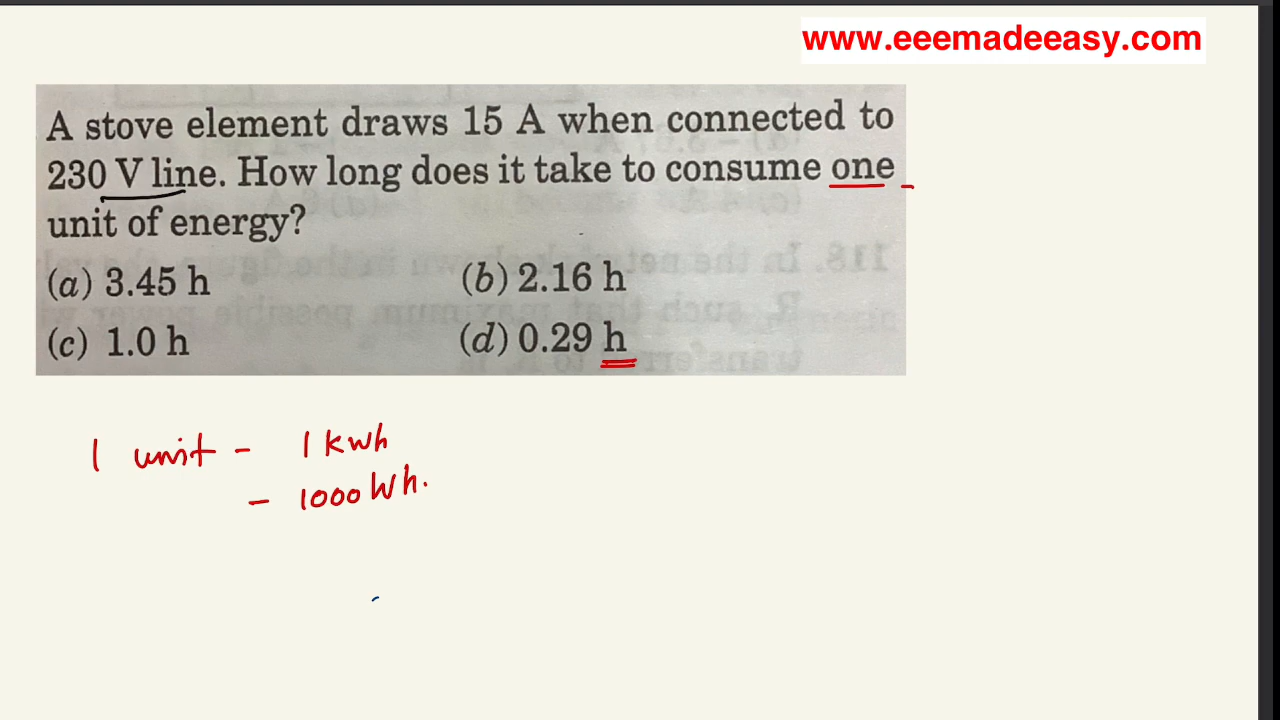 www.eeemadeeasy.com
A stove element draws 15 A when connected to
230 V line. How long does it take to consume one
unit of energy?
(a) 3.45 h (b) 2.16 h
(c) 1.0 h (d) 0.29 h
1 unit - 1 kwh
- 1000 Wh.